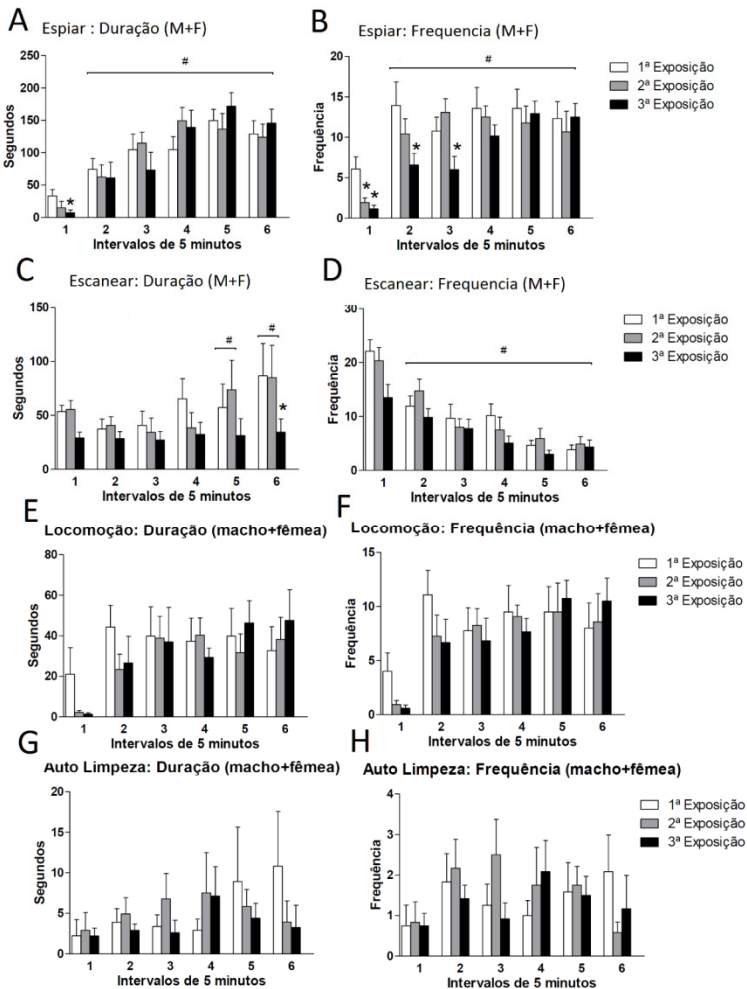 A Espiar : Duração (M+F)
#
Segundos
250
200
150
100
50
0
*
1 2 3 4 5 6
Intervalos de 5 minutos
B Espiar: Frequencia (M+F)
#
Frequência
20
15
10
5
0
* * * *
1 2 3 4 5 6
Intervalos de 5 minutos
1ª Exposição
2ª Exposição
3ª Exposição
C Escanear: Duração (M+F)
# #
Segundos
150
100
50
0
*
1 2 3 4 5 6
Intervalos de 5 minutos
D Escanear: Frequencia (M+F)
#
Frequência
30
20
10
0
1 2 3 4 5 6
Intervalos de 5 minutos
1ª Exposição
2ª Exposição
3ª Exposição
E Locomoção: Duração (macho+fêmea)
Segundos
80
60
40
20
0
1 2 3 4 5 6
Intervalos de 5 minutos
F Locomoção: Frequência (macho+fêmea)
Frequência
15
10
5
0
1 2 3 4 5 6
Intervalos de 5 minutos
1ª Exposição
2ª Exposição
3ª Exposição
G Auto Limpeza: Duração (macho+fêmea)
Segundos
20
15
10
5
0
1 2 3 4 5 6
Intervalos de 5 minutos
H Auto Limpeza: Frequência (macho+fêmea)
Frequência
4
3
2
1
0
1 2 3 4 5 6
Intervalos de 5 minutos
1ª Exposição
2ª Exposição
3ª Exposição